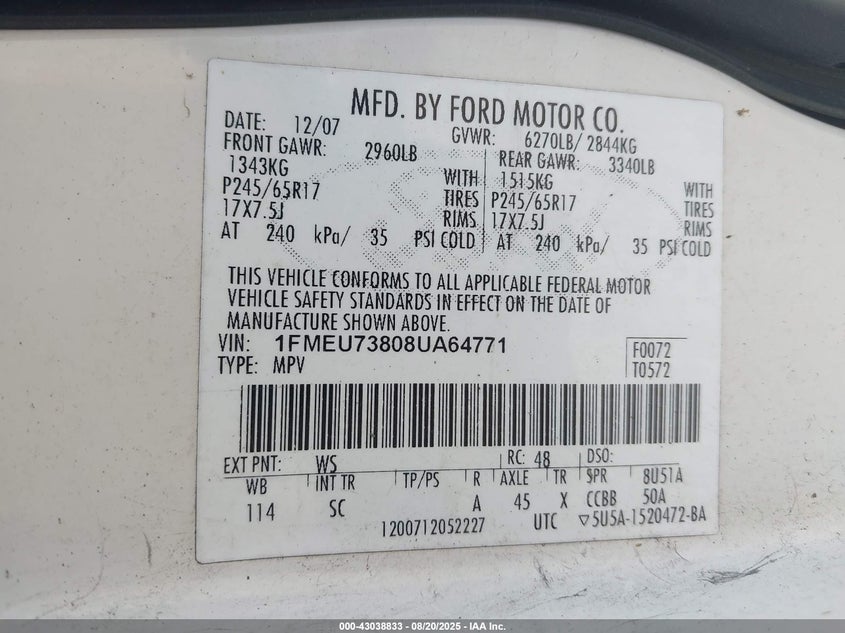 MFD. BY FORD MOTOR CO.
DATE: 12/07 GVWR: 6270LB/ 2844KG
FRONT GAWR: 2960LB REAR GAWR: 3340LB
1343KG WITH 1515KG WITH
P245/65R17 TIRES P245/65R17 TIRES
17X7.5J RIMS 17X7.5J RIMS
AT 240 kPa/ 35 PSI COLD AT 240 kPa/ 35 PSI COLD
THIS VEHICLE CONFORMS TO ALL APPLICABLE FEDERAL MOTOR
VEHICLE SAFETY STANDARDS IN EFFECT ON THE DATE OF
MANUFACTURE SHOWN ABOVE.
VIN: 1FMEU73808UA64771 F0072
TYPE: MPV T0572
EXT PNT: WS RC: 48 DSO:
WB INT TR TP/PS R AXLE TR SPR 8U51A
114 SC A 45 X CCBB 50A
1200712052227 UTC ▽5U5A-1520472-BA
000-43038833 - 08/20/2025 - IAA Inc.